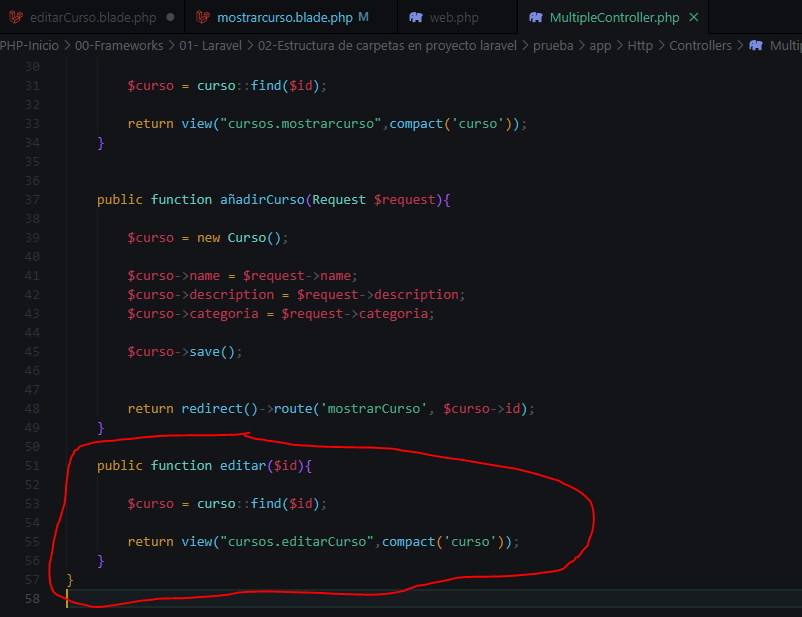 editarCurso.blade.php
mostrarcurso.blade.php M
web.php
MultipleController.php
PHP-Inicio > 00-Frameworks > 01- Laravel > 02-Estructura de carpetas en proyecto laravel > prueba > app > Http > Controllers > Multip
30
31 $curso = curso::find($id);
32
33 return view("cursos.mostrarcurso",compact('curso'));
34 }
35
36
37 public function añadirCurso(Request $request){
38
39 $curso = new Curso();
40
41 $curso->name = $request->name;
42 $curso->description = $request->description;
43 $curso->categoria = $request->categoria;
44
45 $curso->save();
46
47
48 return redirect()->route('mostrarCurso', $curso->id);
49 }
50
51 public function editar($id){
52
53 $curso = curso::find($id);
54
55 return view("cursos.editarCurso",compact('curso'));
56 }
57 }
58